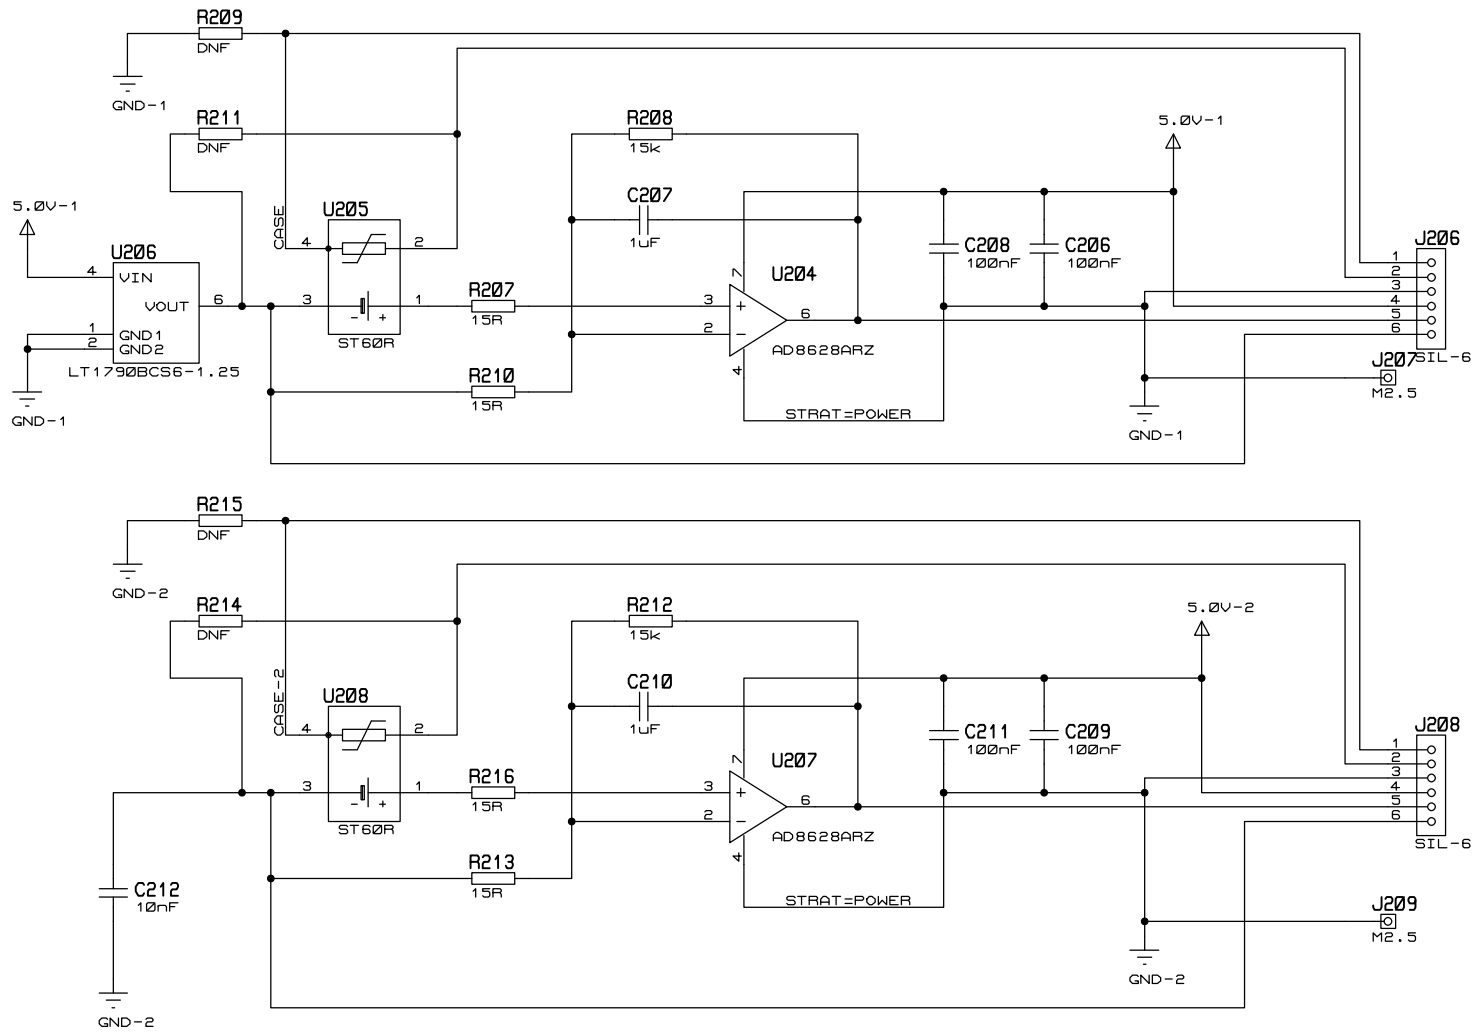 R209
DNF
GND-1
R211
DNF
R208
15k
5.0V-1
C207
1uF
5.0V-1
U205
CASE
4
2
U206
4
VIN
VOUT
6
1
GND1
2
GND2
LT1790BCS6-1.25
GND-1
3
1
- +
ST60R
R207
15R
R210
15R
7
U204
3
+
2
-
6
AD8628ARZ
4
STRAT=POWER
C208
100nF
C206
100nF
GND-1
J206
1
2
3
4
5
6
SIL-6
J207
M2.5
R215
DNF
GND-2
R214
DNF
R212
15k
5.0V-2
C210
1uF
U208
CASE-2
4
2
3
1
- +
ST60R
R216
15R
R213
15R
7
U207
3
+
2
-
6
AD8628ARZ
4
STRAT=POWER
C211
100nF
C209
100nF
J208
1
2
3
4
5
6
SIL-6
C212
10nF
GND-2
J209
M2.5
GND-2